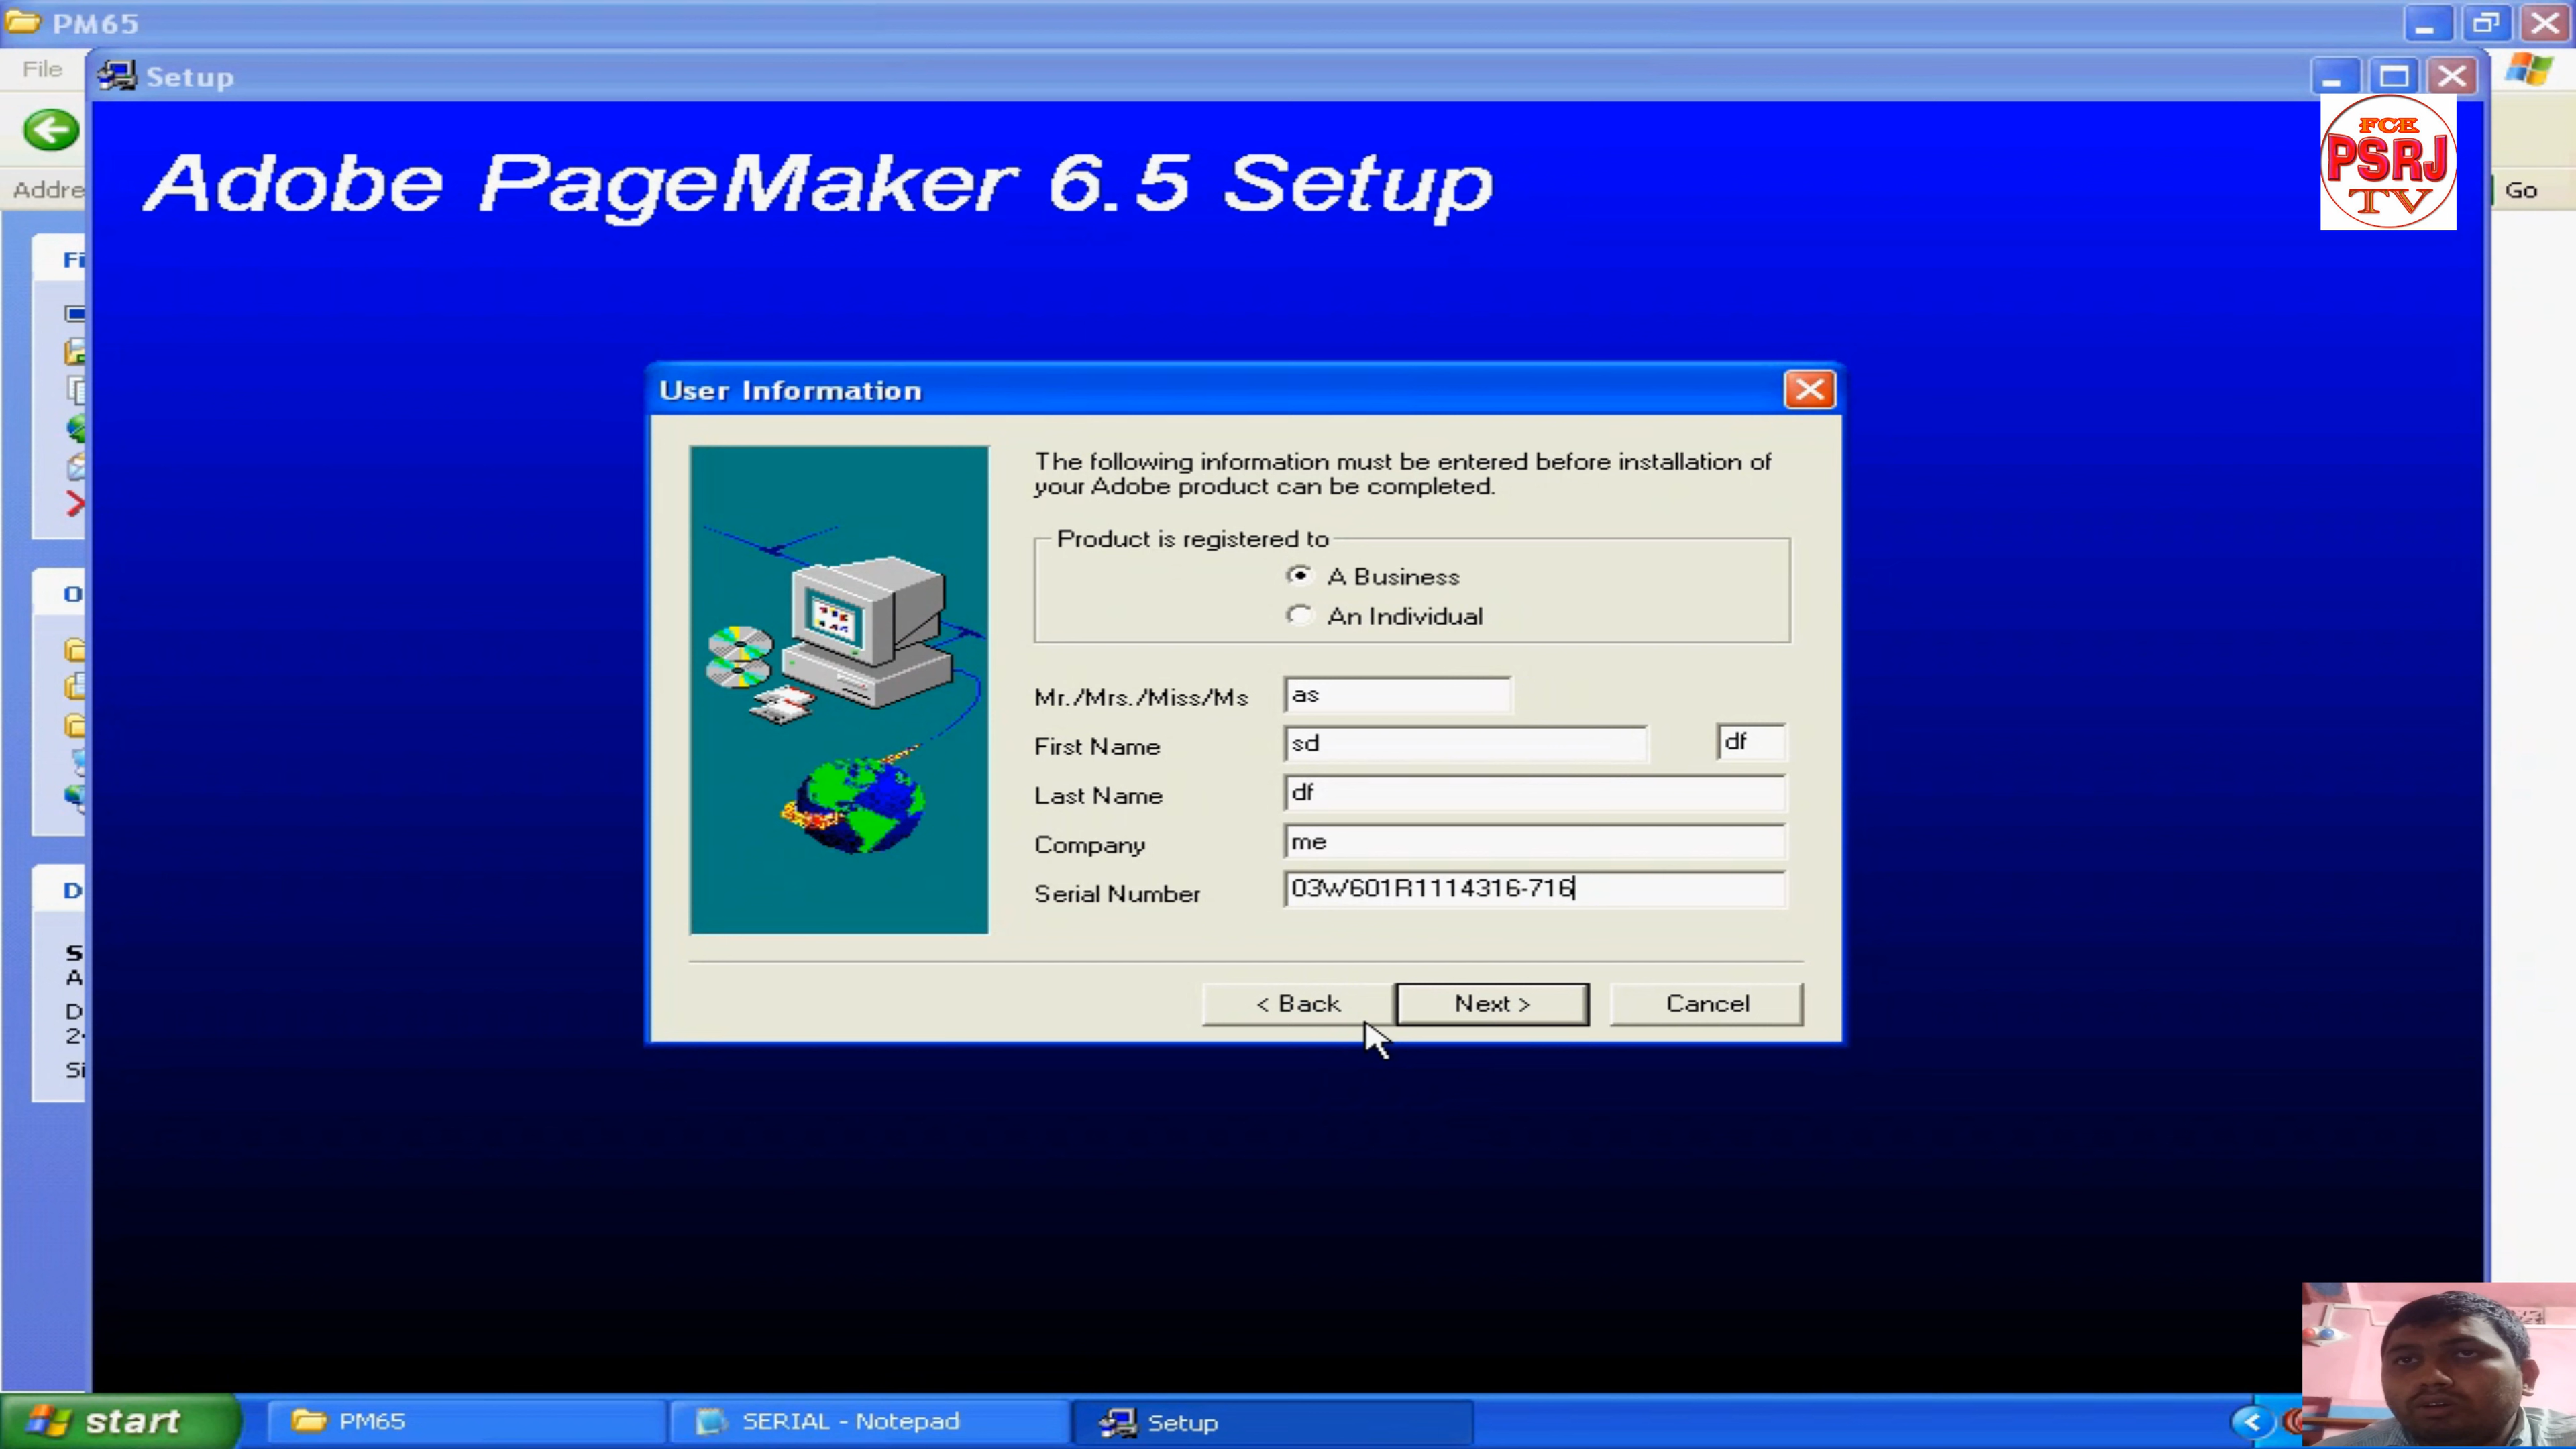 PM65
File
Setup
FCE
PSRJ
TV
Adobe PageMaker 6.5 Setup
Addre
Go
Fi
User Information
The following information must be entered before installation of
your Adobe product can be completed.
Product is registered to
A Business
An Individual
O
Mr./Mrs./Miss/Ms as
First Name sd df
Last Name df
Company me
Serial Number 03W601R1114316-716
D
S
A
D
2
Si
< Back Next > Cancel
start PM65 SERIAL - Notepad Setup